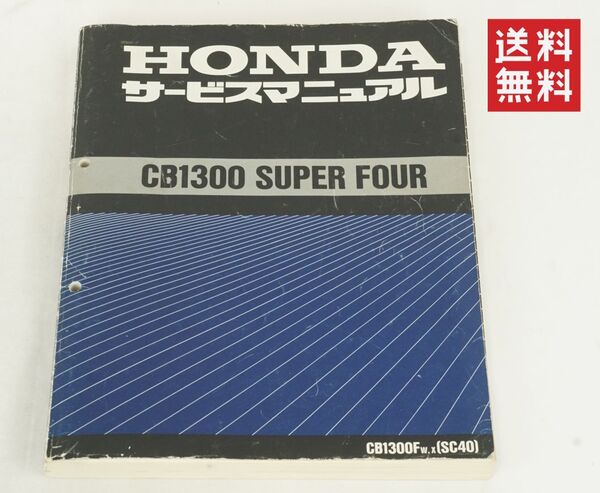 送料
無料
HONDA
サービスマニュアル
CB1300 SUPER FOUR
CB1300Fw,x(SC40)